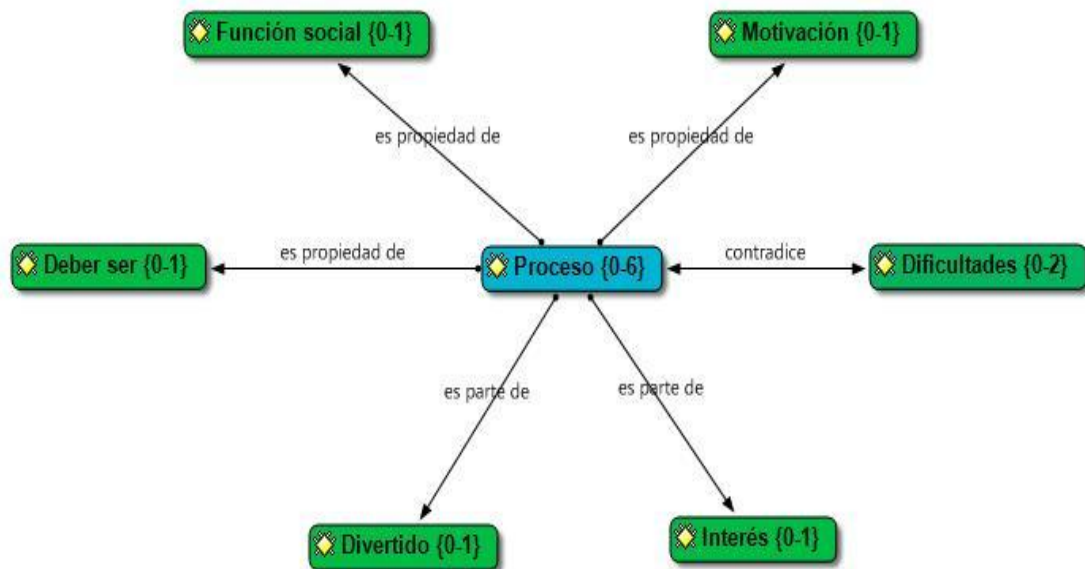 Función social {0-1}
Motivación {0-1}
es propiedad de
es propiedad de
Deber ser {0-1}
es propiedad de
Proceso {0-6}
contradice
Dificultades {0-2}
es parte de
es parte de
Divertido {0-1}
Interés {0-1}